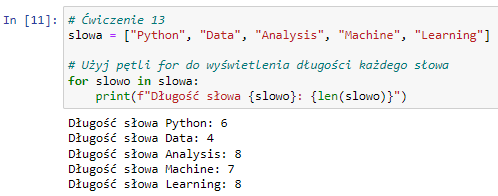 In [11]: # Ćwiczenie 13
slowa = ["Python", "Data", "Analysis", "Machine", "Learning"]
# Użyj pętli for do wyświetlenia długości każdego słowa
for slowo in slowa:
print(f"Długość słowa {slowo}: {len(slowo)}")
Długość słowa Python: 6
Długość słowa Data: 4
Długość słowa Analysis: 8
Długość słowa Machine: 7
Długość słowa Learning: 8